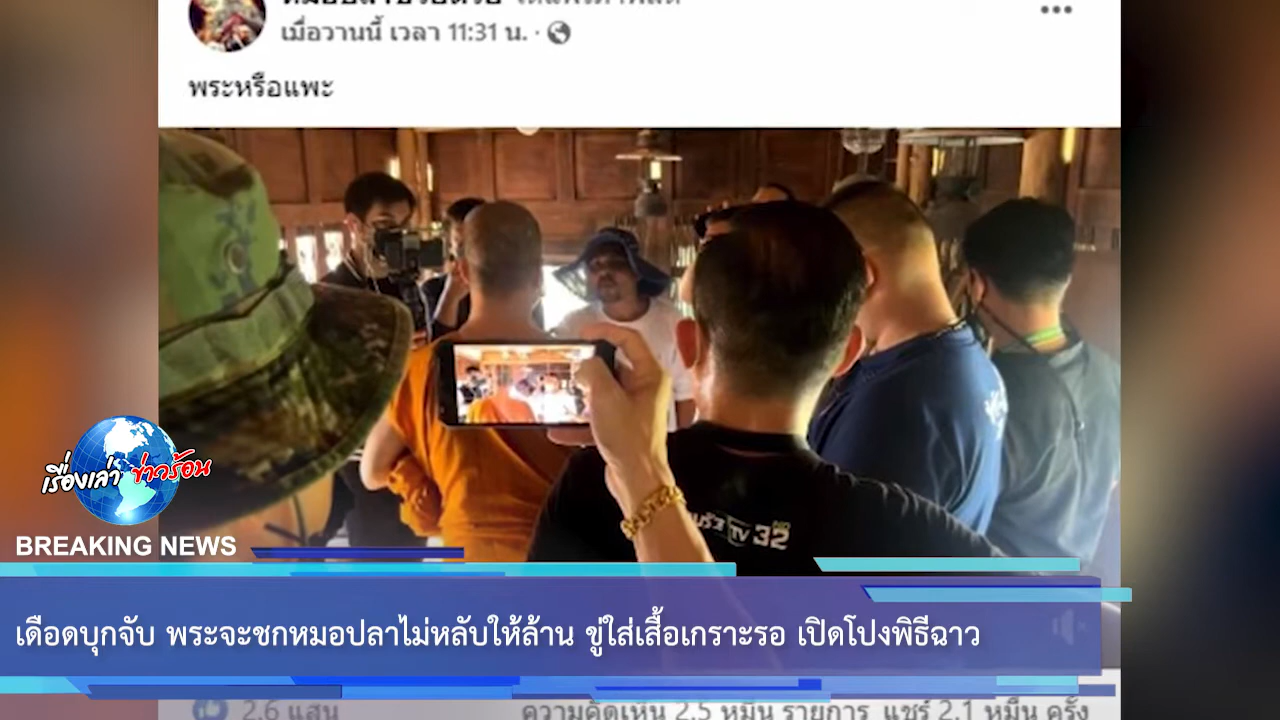 เมื่อวานนี้ เวลา 11:31 น. ·
พระหรือแพะ
TV HD 32
เรื่องเล่า ข่าวร้อน
BREAKING NEWS
เดือดบุกจับ พระจะชกหมอปลาไม่หลับให้ล้าน ขู่ใส่เสื้อเกราะรอ เปิดโปงพิธีฉาว
2.6 แสน ความคิดเห็น 2.5 หมื่น รายการ แชร์ 2.1 หมื่น ครั้ง